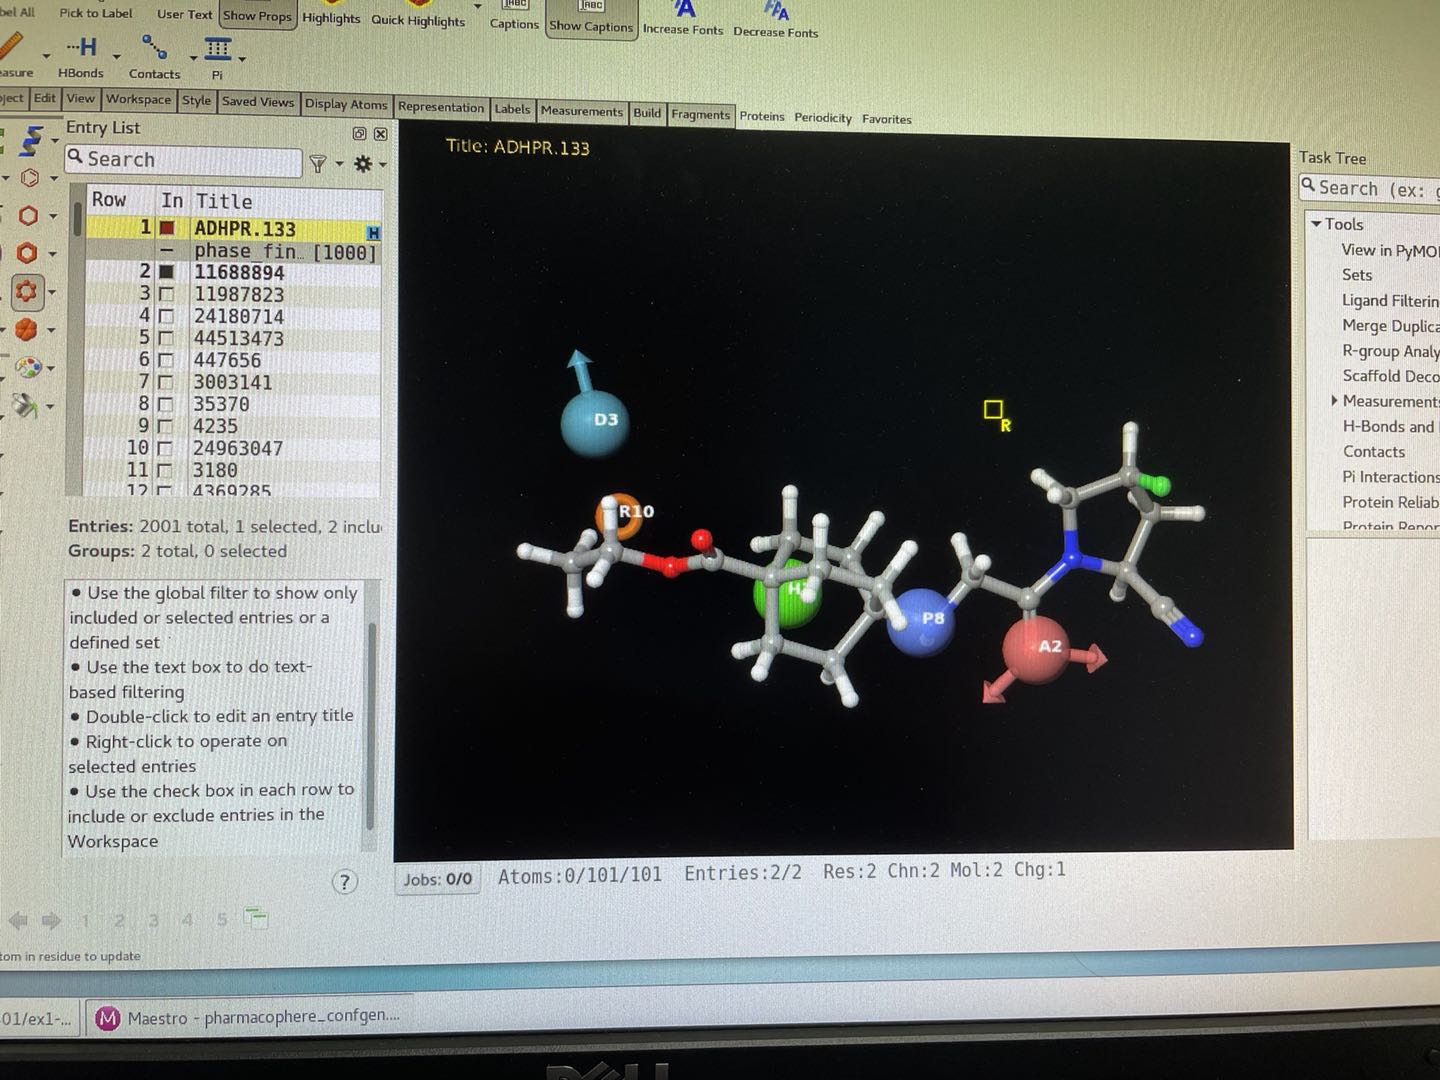 Pick to Label
User Text
Show Props
Highlights
Quick Highlights
Captions
Show Captions
Increase Fonts
Decrease Fonts
HBonds
Contacts
Pi
Edit View Workspace Style Saved Views Display Atoms Representation Labels Measurements Build Fragments Proteins Periodicity Favorites
Entry List
Search
Row In Title
1 ADHPR.133 H
phase_fin... [1000]
2 11688894
3 11987823
4 24180714
5 44513473
6 447656
7 3003141
8 35370
9 4235
10 24963047
11 3180
12 4369285
Entries: 2001 total, 1 selected, 2 inclu
Groups: 2 total, 0 selected
• Use the global filter to show only
included or selected entries or a
defined set
• Use the text box to do text-
based filtering
• Double-click to edit an entry title
• Right-click to operate on
selected entries
• Use the check box in each row to
include or exclude entries in the
Workspace
?
1 2 3 4 5
Title: ADHPR.133
D3
R
R10
P8
A2
Jobs: 0/0
Atoms:0/101/101 Entries:2/2 Res:2 Chn:2 Mol:2 Chg:1
Task Tree
Search (ex:
Tools
View in PyMO
Sets
Ligand Filterin
Merge Duplica
R-group Analy
Scaffold Deco
Measurement
H-Bonds and
Contacts
Pi Interactions
Protein Reliab
Protein Repor
tom in residue to update
01/ex1-...
M Maestro - pharmacophere_confgen....
DELL